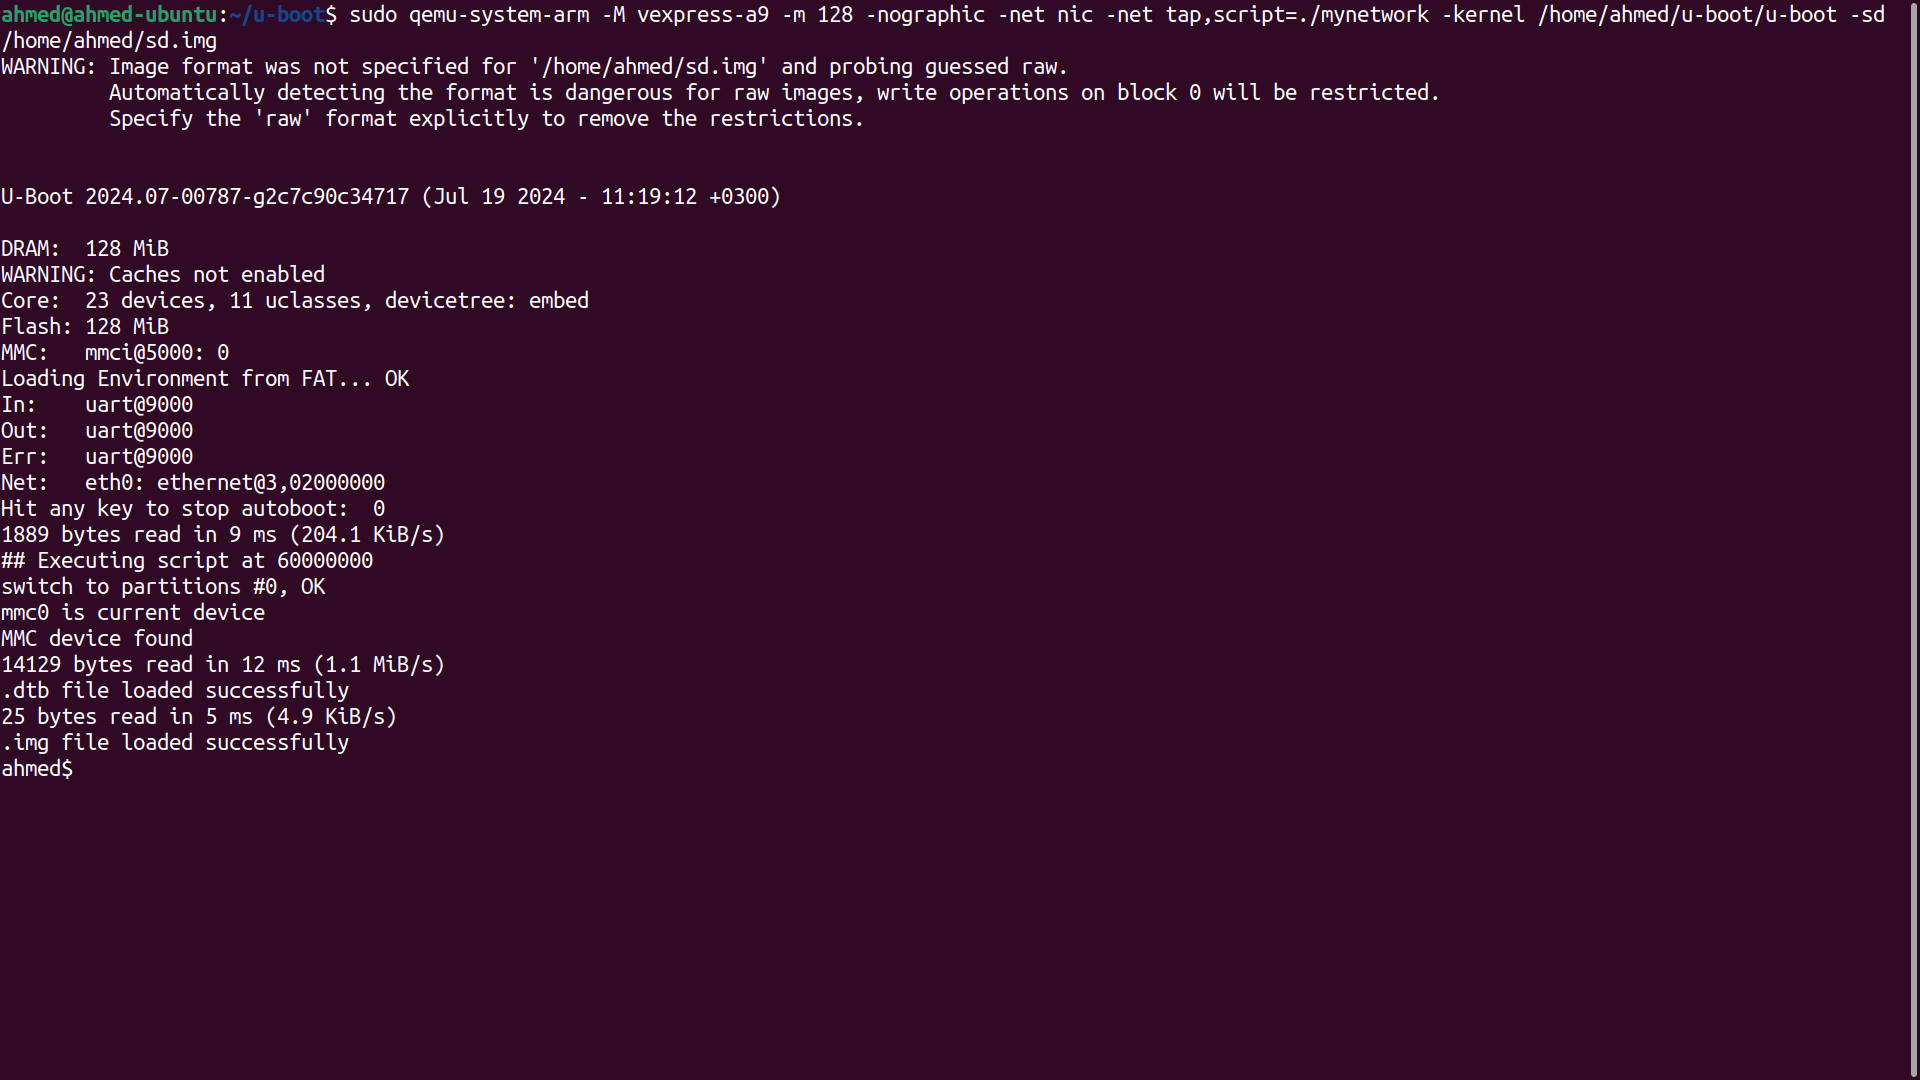 ahmed@ahmed-ubuntu:~/u-boot$ sudo qemu-system-arm -M vexpress-a9 -m 128 -nographic -net nic -net tap,script=./mynetwork -kernel /home/ahmed/u-boot/u-boot -sd
/home/ahmed/sd.img
WARNING: Image format was not specified for '/home/ahmed/sd.img' and probing guessed raw.
         Automatically detecting the format is dangerous for raw images, write operations on block 0 will be restricted.
         Specify the 'raw' format explicitly to remove the restrictions.
U-Boot 2024.07-00787-g2c7c90c34717 (Jul 19 2024 - 11:19:12 +0300)
DRAM:  128 MiB
WARNING: Caches not enabled
Core:  23 devices, 11 uclasses, devicetree: embed
Flash: 128 MiB
MMC:   mmci@5000: 0
Loading Environment from FAT... OK
In:    uart@9000
Out:   uart@9000
Err:   uart@9000
Net:   eth0: ethernet@3,02000000
Hit any key to stop autoboot:  0
1889 bytes read in 9 ms (204.1 KiB/s)
## Executing script at 60000000
switch to partitions #0, OK
mmc0 is current device
MMC device found
14129 bytes read in 12 ms (1.1 MiB/s)
.dtb file loaded successfully
25 bytes read in 5 ms (4.9 KiB/s)
.img file loaded successfully
ahmed$